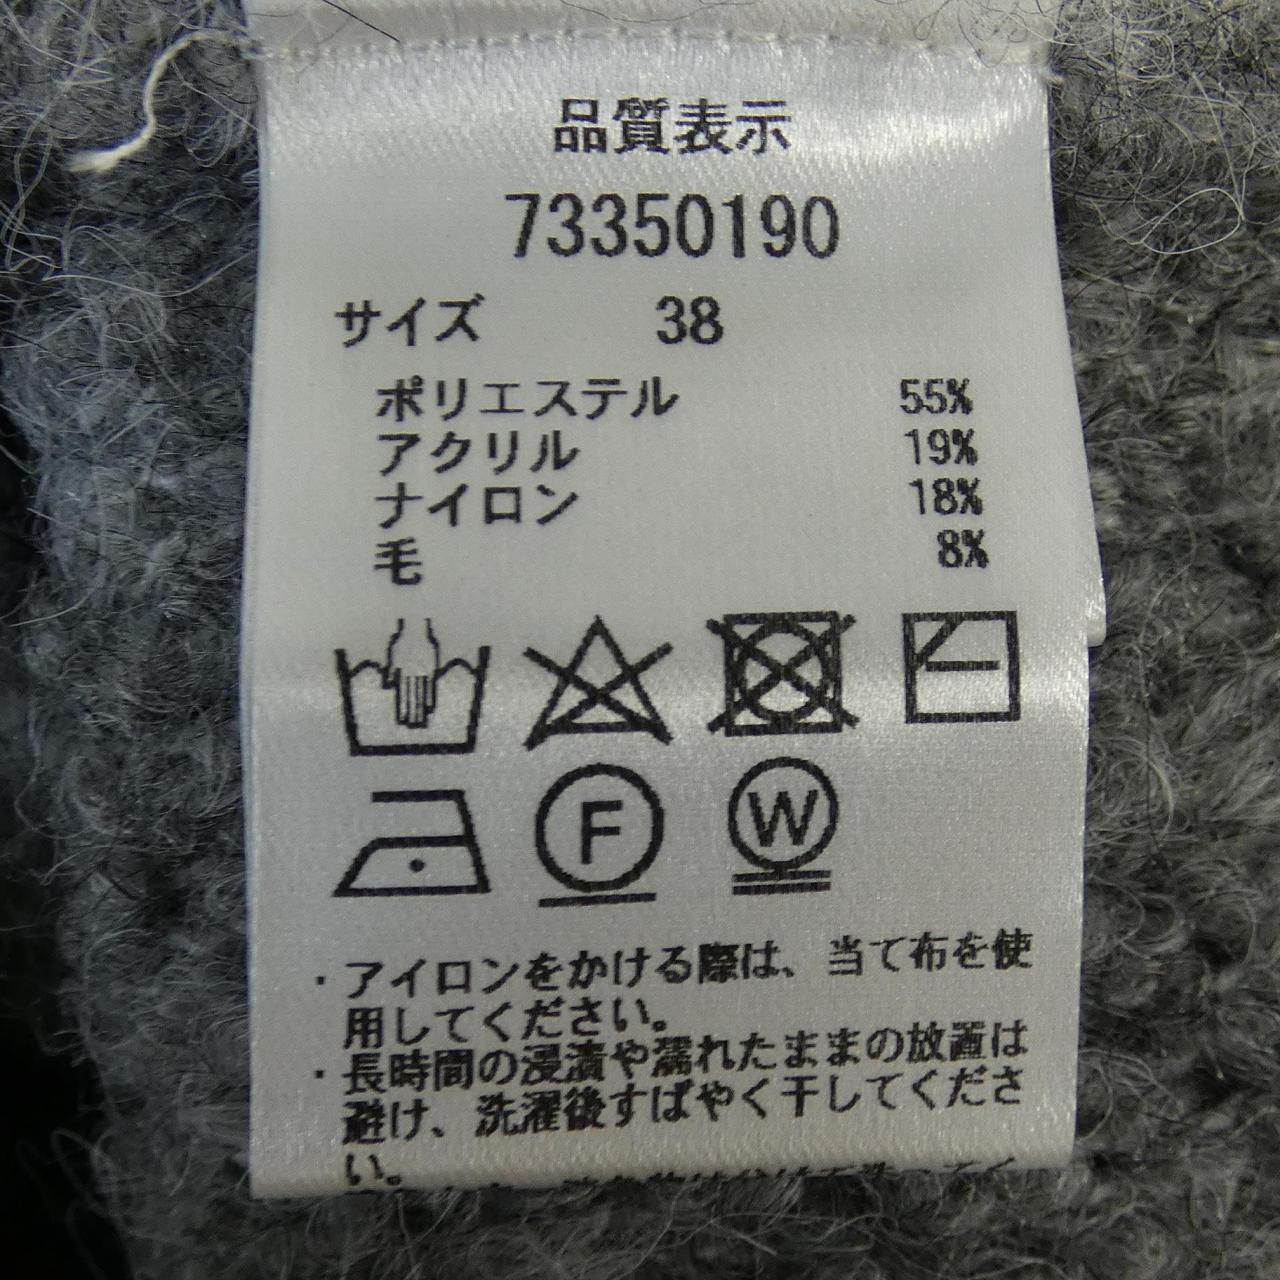 品質表示
73350190
サイズ 38
ポリエステル 55%
アクリル 19%
ナイロン 18%
毛 8%
F W
・アイロンをかける際は、当て布を使
用してください。
・長時間の浸漬や濡れたままの放置は
避け、洗濯後すばやく干してくださ
い。